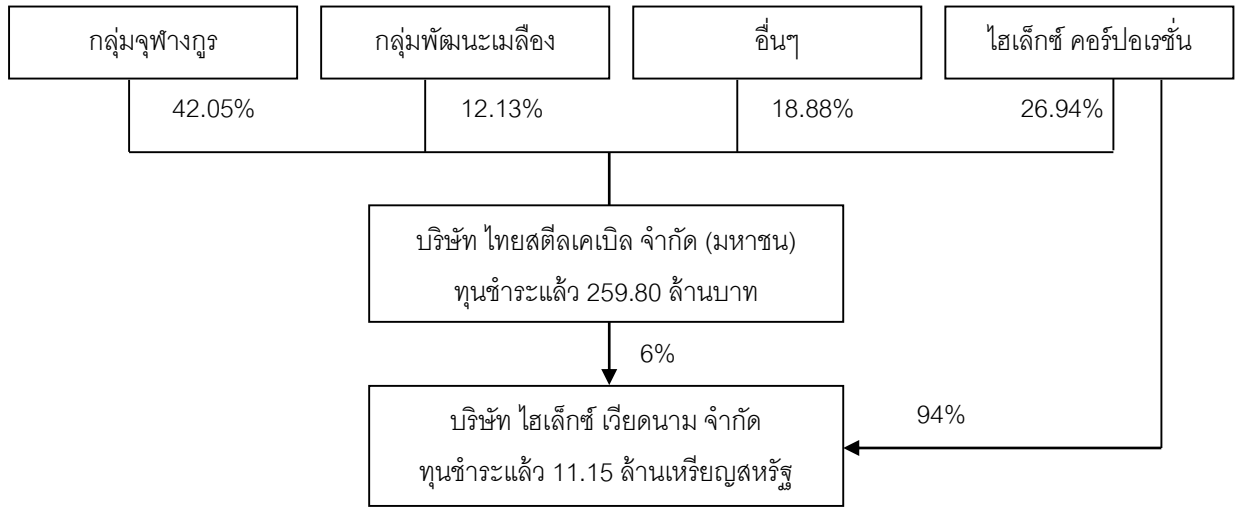 กลุ่มจุฬางกูร
กลุ่มพัฒนะเมลือง
อื่นๆ
ไฮเล็กซ์ คอร์ปอเรชั่น
42.05%
12.13%
18.88%
26.94%
บริษัท ไทยสตีลเคเบิล จำกัด (มหาชน)
ทุนชำระแล้ว 259.80 ล้านบาท
6%
บริษัท ไฮเล็กซ์ เวียดนาม จำกัด
ทุนชำระแล้ว 11.15 ล้านเหรียญสหรัฐ
94%